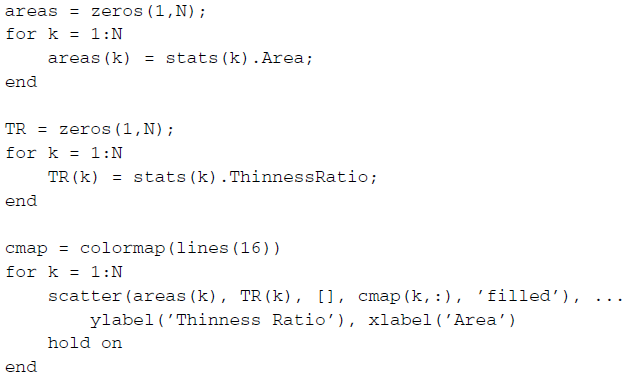 areas = zeros(1,N);
for k = 1:N
    areas(k) = stats(k).Area;
end

TR = zeros(1,N);
for k = 1:N
    TR(k) = stats(k).ThinnessRatio;
end

cmap = colormap(lines(16))
for k = 1:N
    scatter(areas(k), TR(k), [], cmap(k,:), ’filled’), ...
        ylabel(’Thinness Ratio’), xlabel(’Area’)
    hold on
end